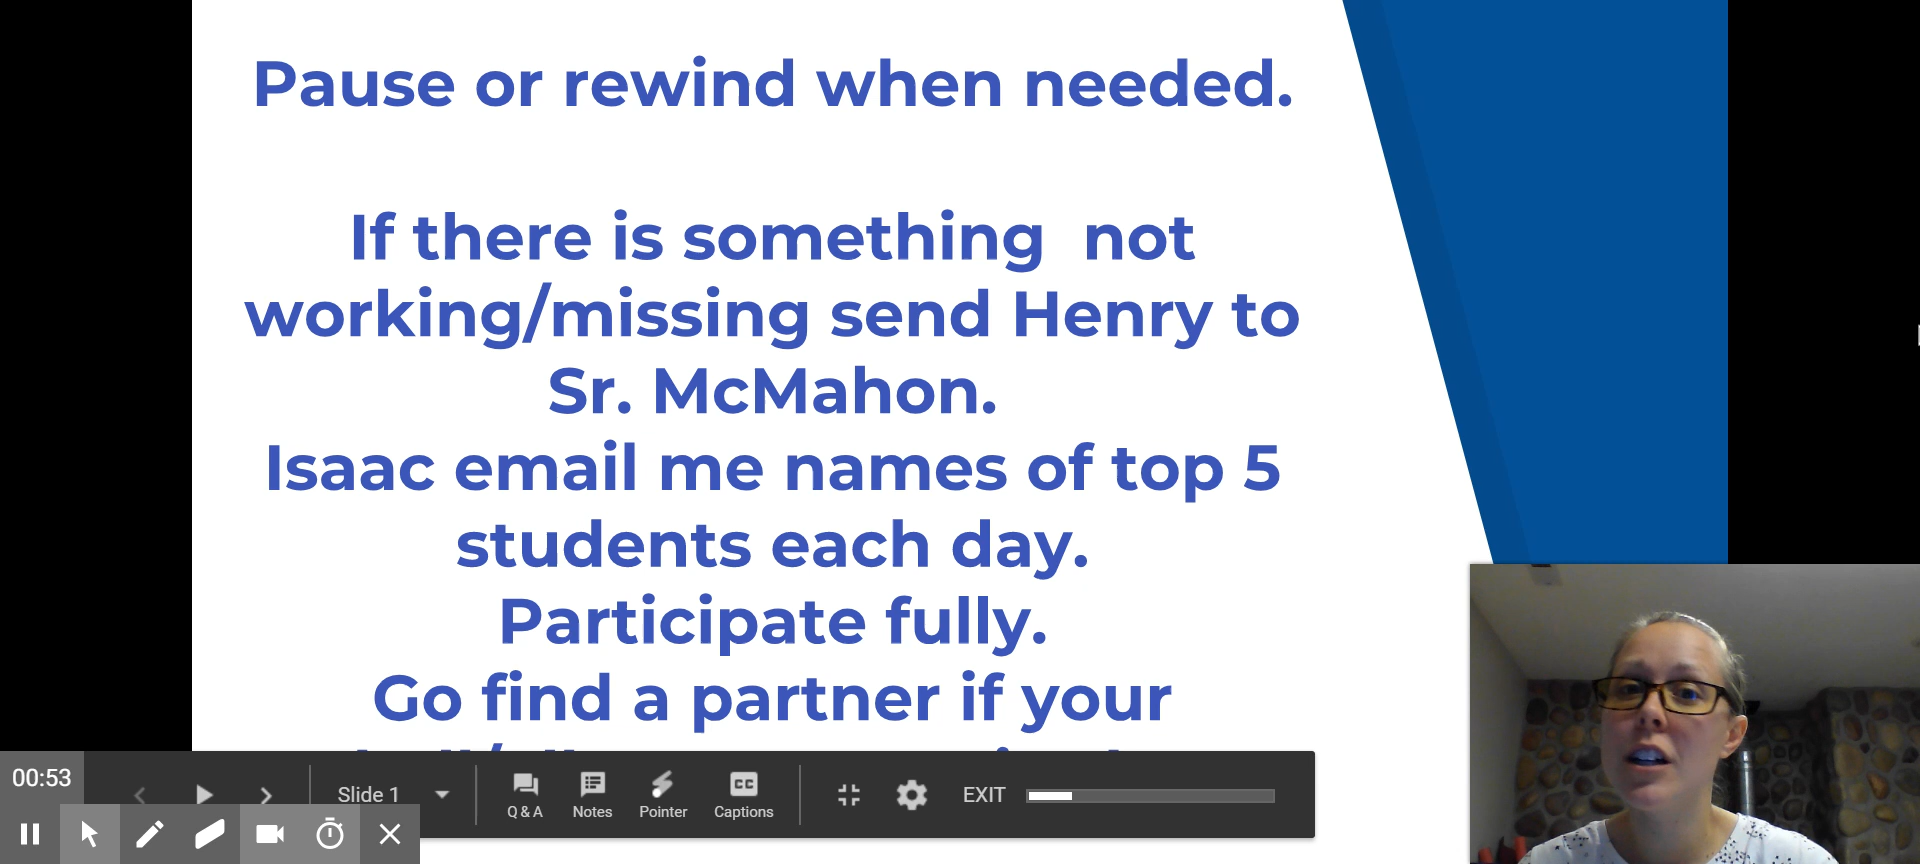 Pause or rewind when needed.
If there is something  not
working/missing send Henry to
Sr. McMahon.
Isaac email me names of top 5
students each day.
Participate fully.
Go find a partner if your
00:53
Slide 1
Q & A
Notes
Pointer
CC
Captions
EXIT